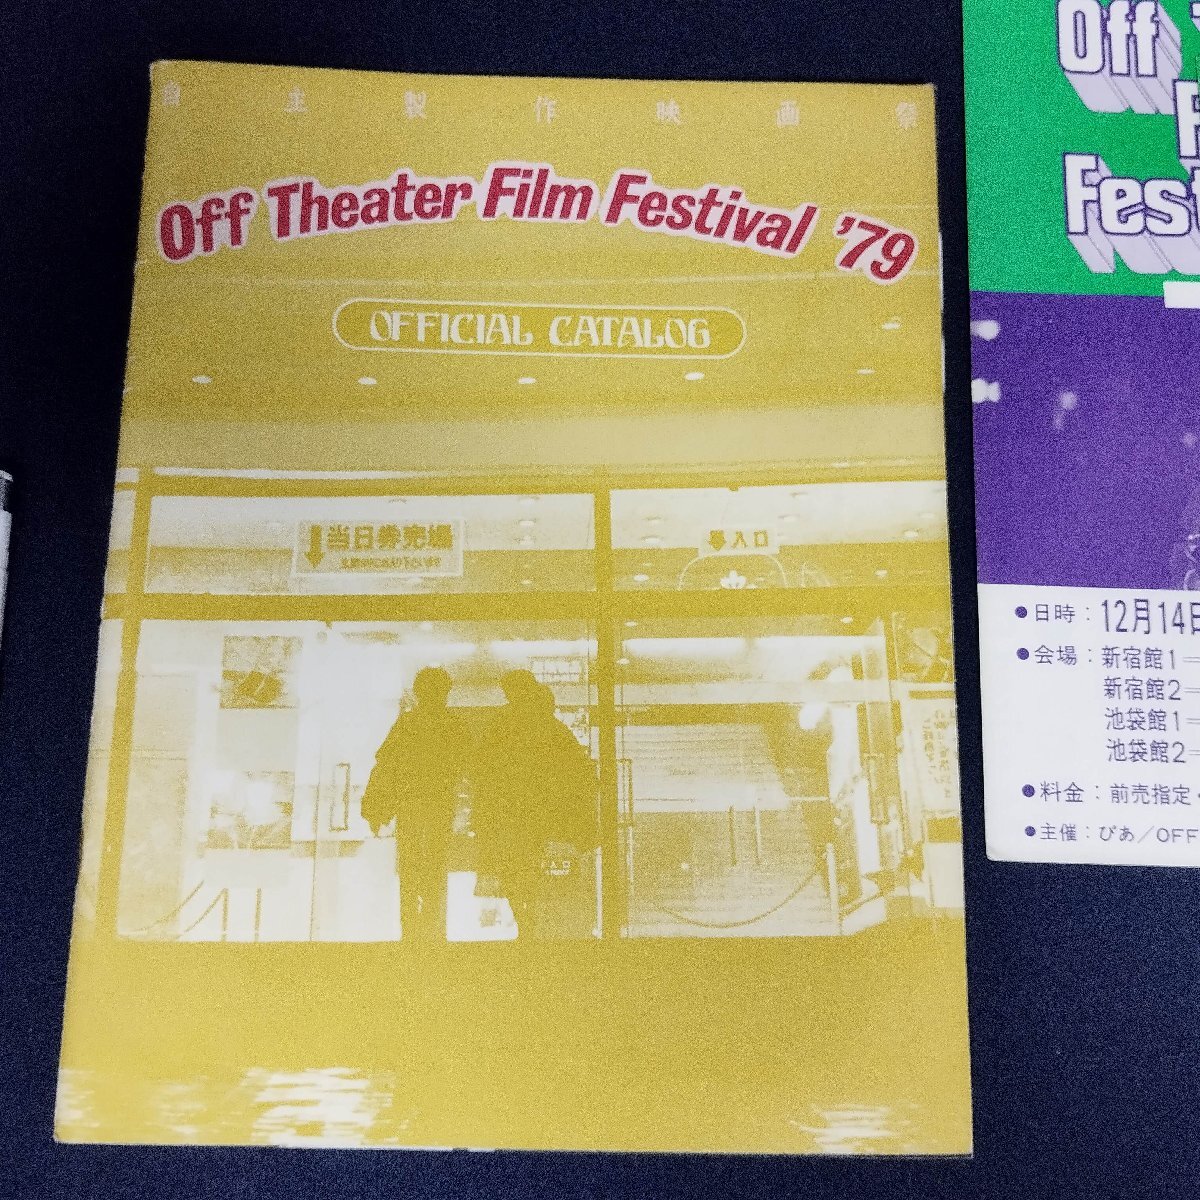 自主製作映画祭
Off Theater Film Festival '79
OFFICIAL CATALOG
↓当日券売場
入口
入口
Off
Fest
●日時：12月14日
●会場：新宿館1=
新宿館2=
池袋館1=
池袋館2=
●料金：前売指定・
●主催：ぴあ／OFF